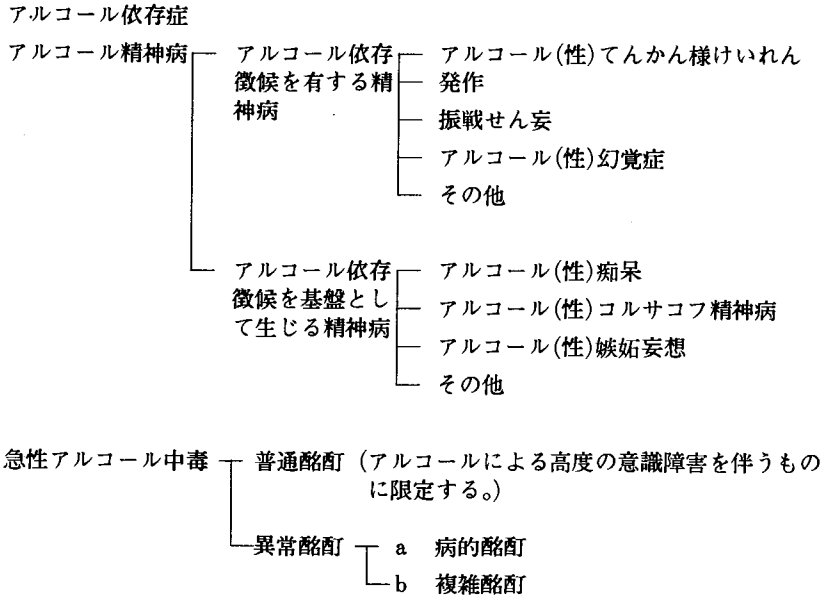 アルコール依存症
アルコール精神病
アルコール依存
徴候を有する精
神病
アルコール(性)てんかん様けいれん
発作
振戦せん妄
アルコール(性)幻覚症
その他
アルコール依存
徴候を基盤とし
て生じる精神病
アルコール(性)痴呆
アルコール(性)コルサコフ精神病
アルコール(性)嫉妬妄想
その他
急性アルコール中毒
普通酩酊(アルコールによる高度の意識障害を伴うもの
に限定する。)
異常酩酊
a 病的酩酊
b 複雑酩酊